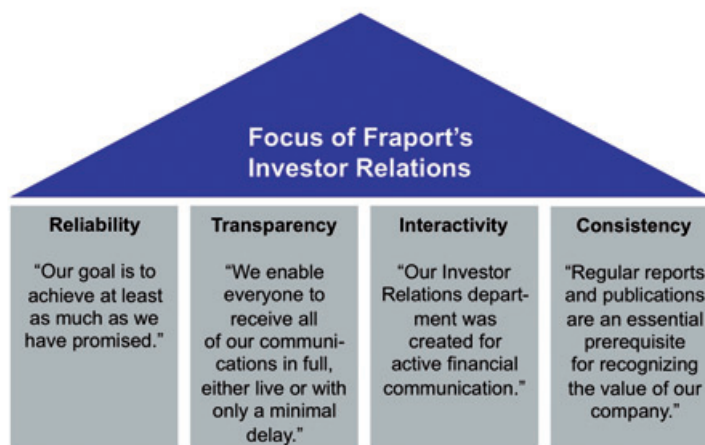 Focus of Fraport’s
Investor Relations
Reliability
“Our goal is to
achieve at least
as much as we
have promised.”
Transparency
“We enable
everyone to
receive all
of our communi-
cations in full,
either live or with
only a minimal
delay.”
Interactivity
“Our Investor
Relations depart-
ment was
created for
active financial
communication.”
Consistency
“Regular reports
and publications
are an essential
prerequisite
for recognizing
the value of our
company.”